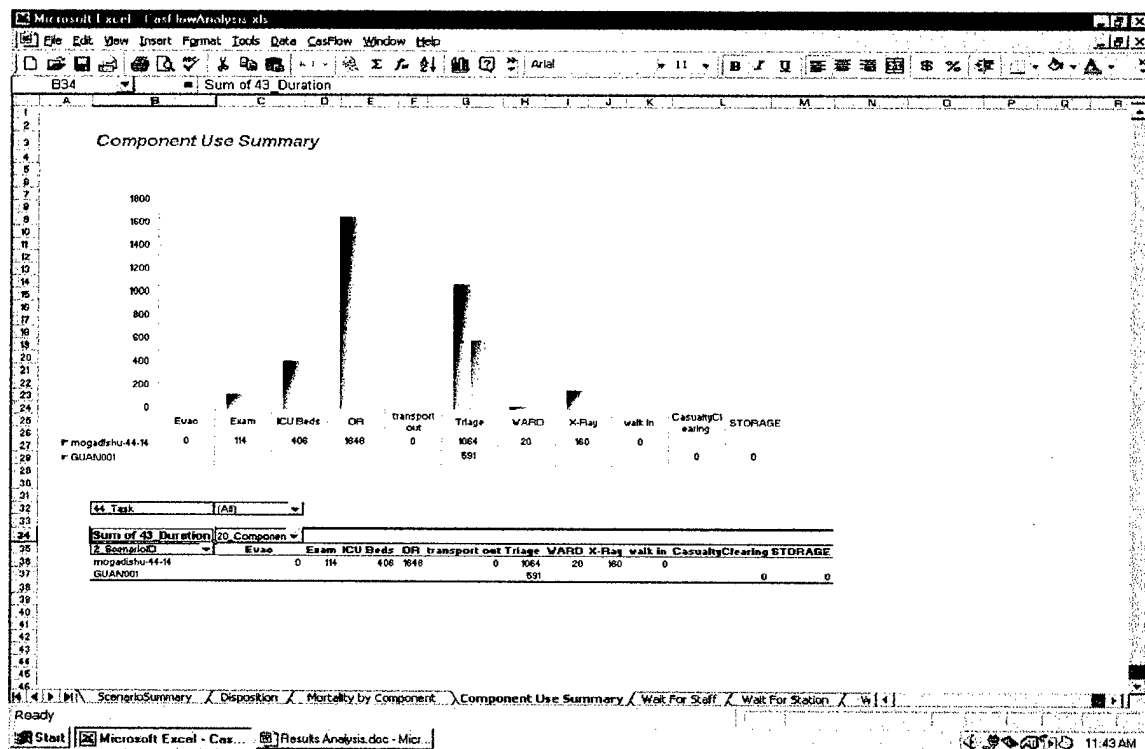 Microsoft Excel - CasFlowAnalysis.xls
File Edit View Insert Format Tools Data CasFlow Window Help
Arial 11 B I U $ %
B34 = Sum of 43_Duration
A B C D E F G H I J K L M N O P Q R
Component Use Summary
1800
1600
1400
1200
1000
800
600
400
200
0
Evac Exam ICU Beds OR transport out Triage WARD X-Ray walk in CasualtyClearing STORAGE
mogadishu-44-14 0 114 406 1648 0 1064 20 160 0
GUAN001 591 0 0
44_Task (All)
Sum of 43_Duration 20_Componen
2_ScenarioID Evac Exam ICU Beds OR transport out Triage WARD X-Ray walk in CasualtyClearing STORAGE
mogadishu-44-14 0 114 406 1648 0 1064 20 160 0
GUAN001 591 0 0
ScenarioSummary Disposition Mortality by Component Component Use Summary Wait For Staff Wait For Station
Ready
Start Microsoft Excel - Cas... Results Analysis.doc - Micr... 11:43 AM